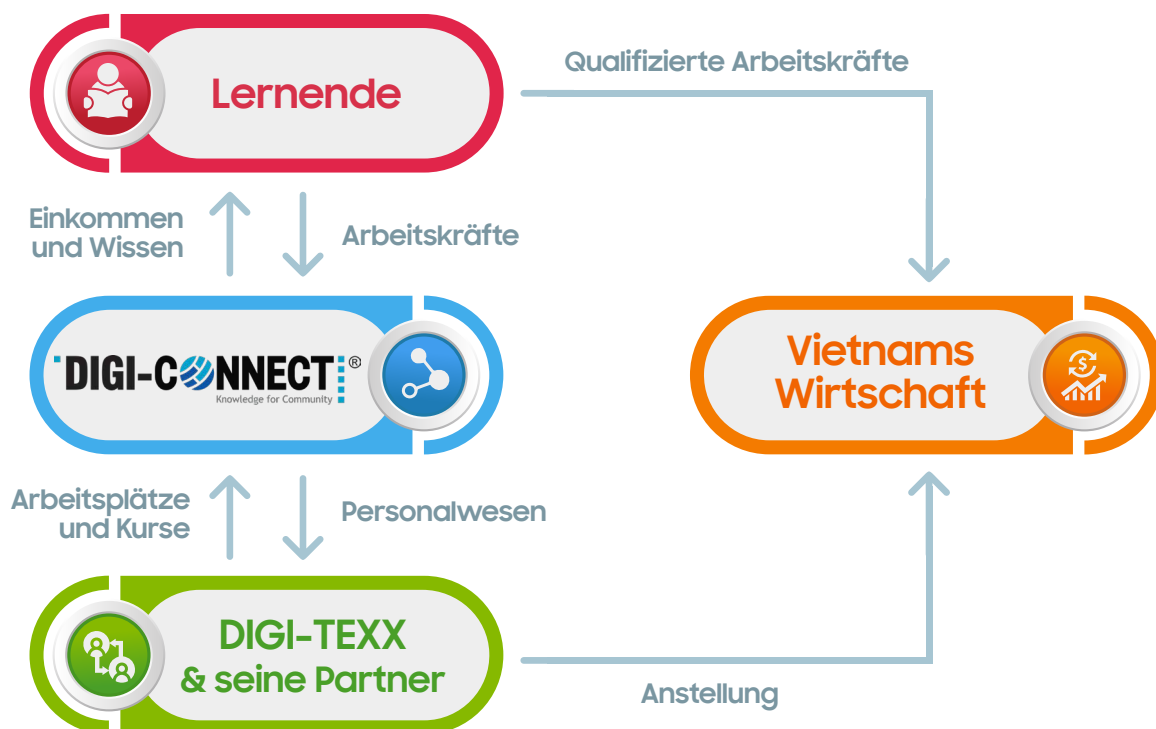 Lernende
Qualifizierte Arbeitskräfte
Einkommen
und Wissen
Arbeitskräfte
DIGI-CONNECT ®
Knowledge for Community
Vietnams
Wirtschaft
Arbeitsplätze
und Kurse
Personalwesen
DIGI-TEXX
& seine Partner
Anstellung